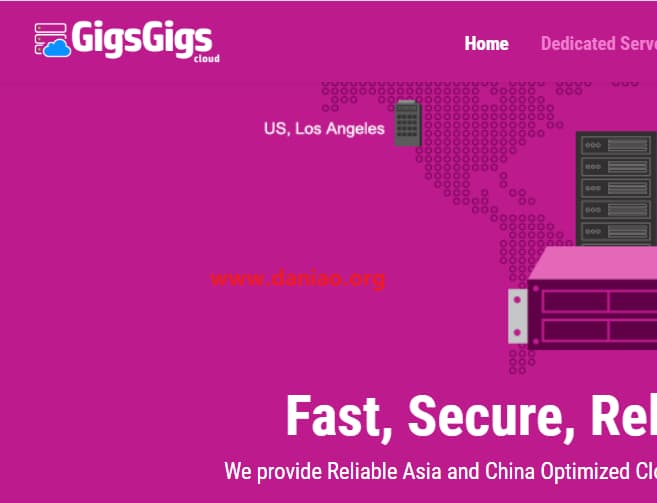 GigsGigs
cloud
Home Dedicated Serve
US, Los Angeles
www.daniao.org
Fast, Secure, Rel
We provide Reliable Asia and China Optimized Clo